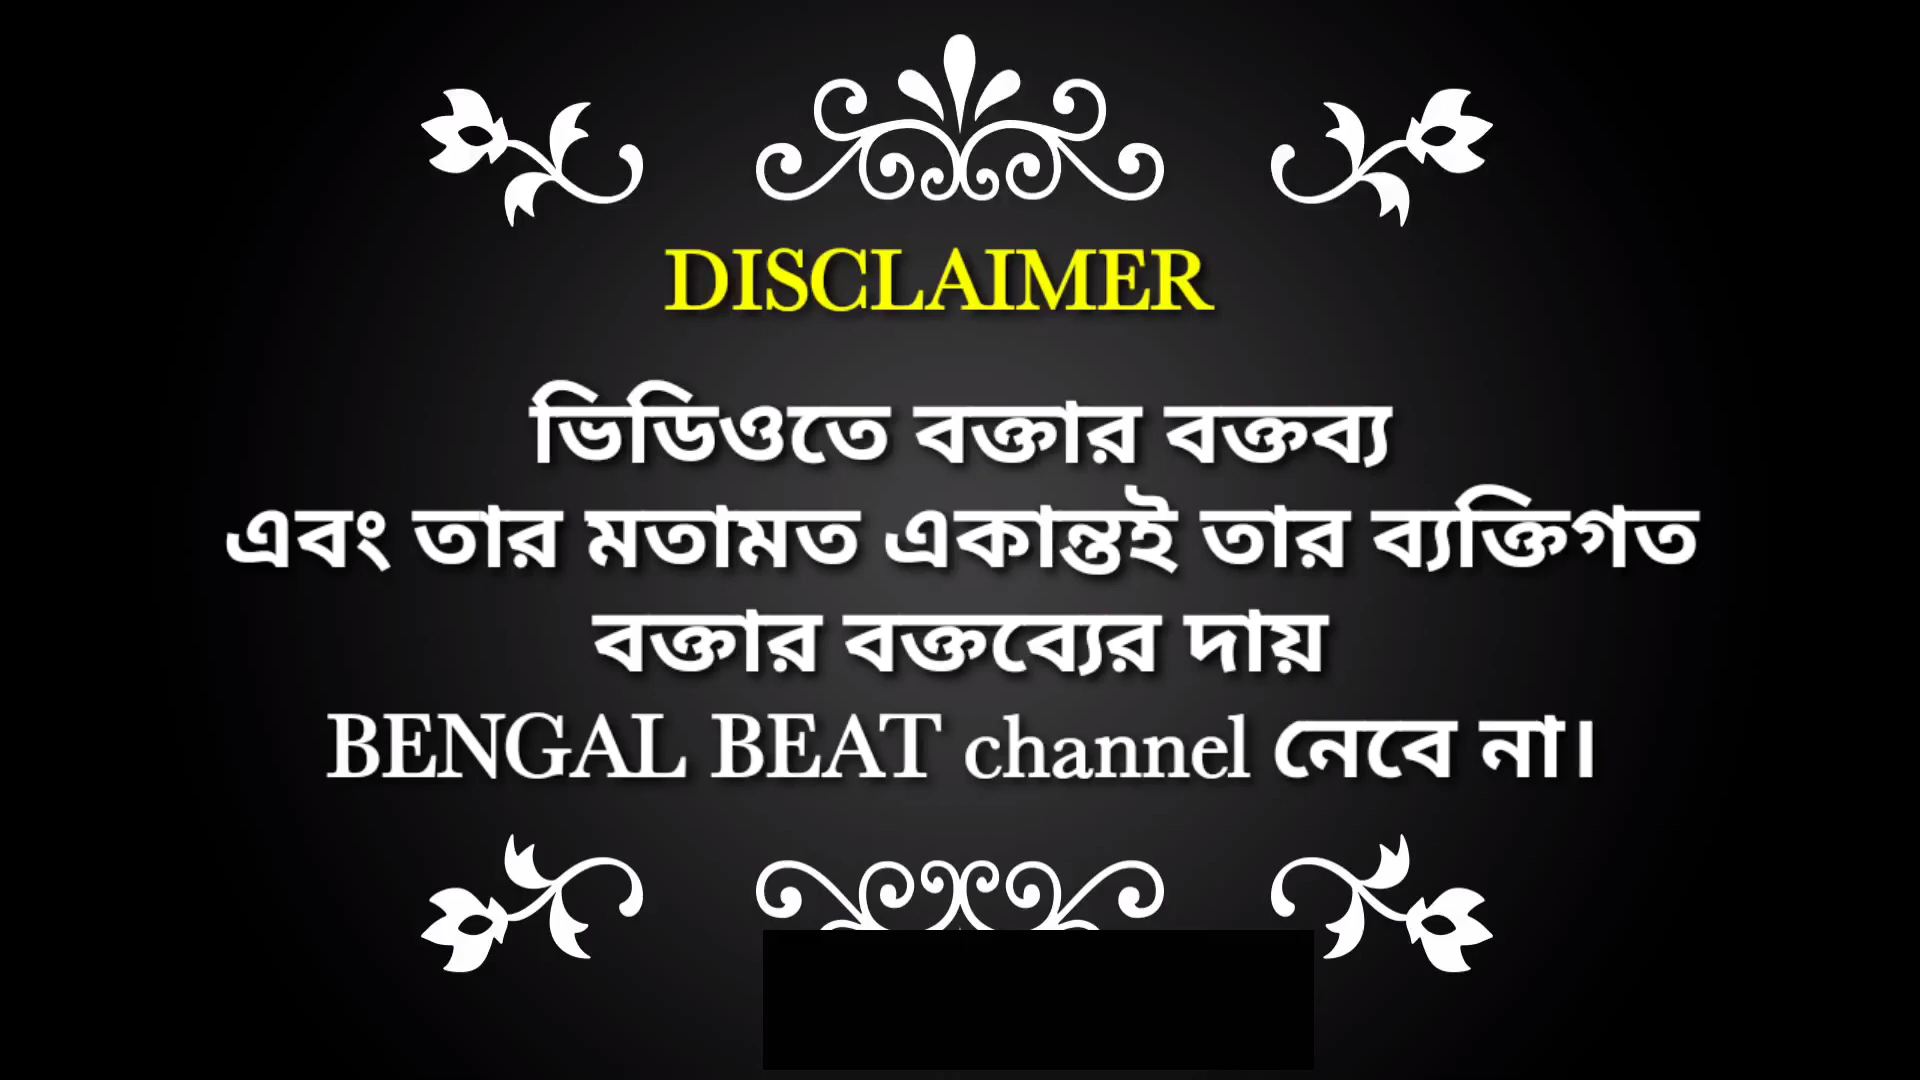 DISCLAIMER
ভিডিওতে বক্তার বক্তব্য
এবং তার মতামত একান্তই তার ব্যক্তিগত
বক্তার বক্তব্যের দায়
BENGAL BEAT channel নেবে না।